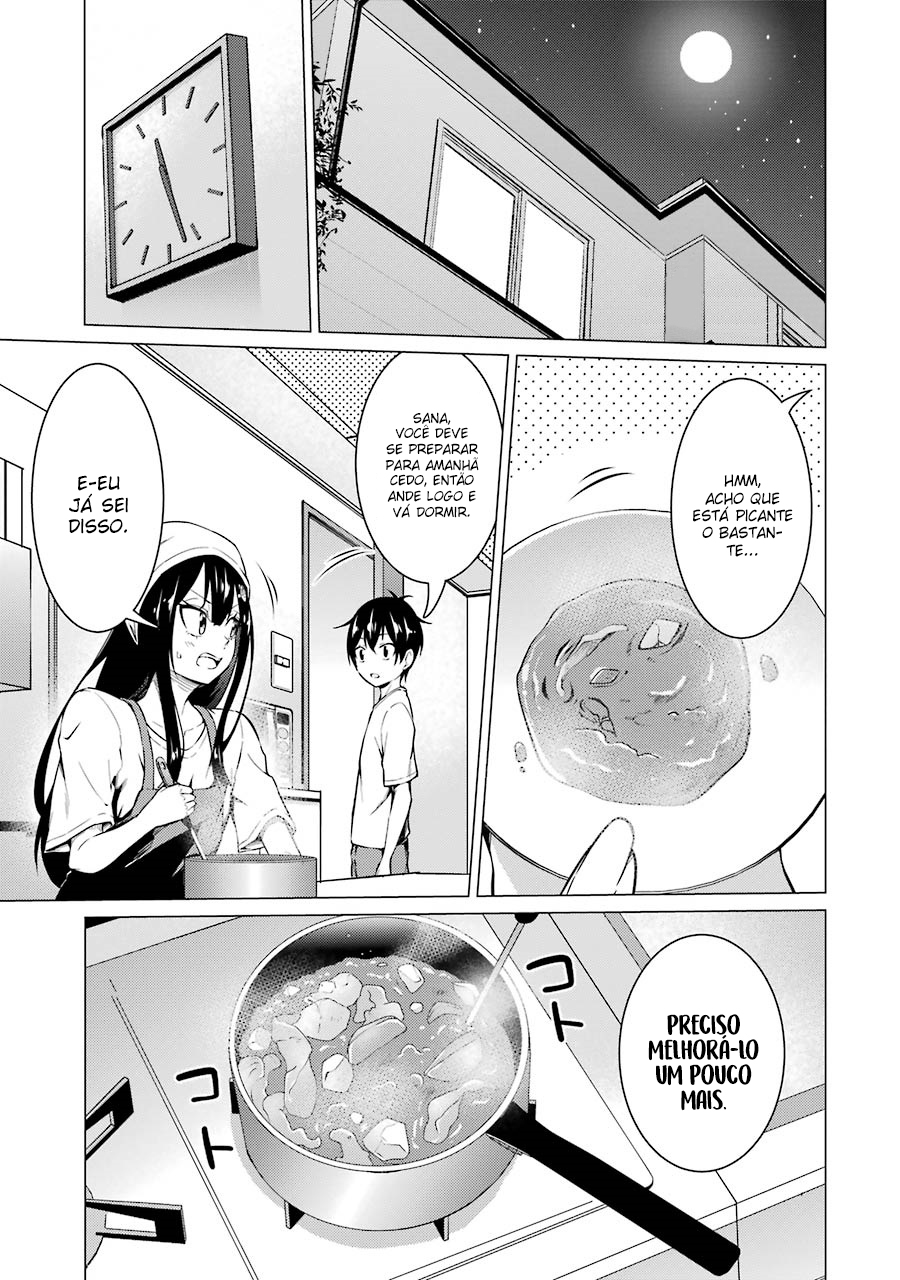 HMM,
ACHO QUE
ESTÁ PICANTE
O BASTAN-
TE...
SANA,
VOCÊ DEVE
SE PREPARAR
PARA AMANHÃ
CEDO, ENTÃO
ANDE LOGO E
VÁ DORMIR.
E-EU
JÁ SEI
DISSO.
コト
PRECISO
MELHORÁ-LO
UM POUCO
MAIS.
コト